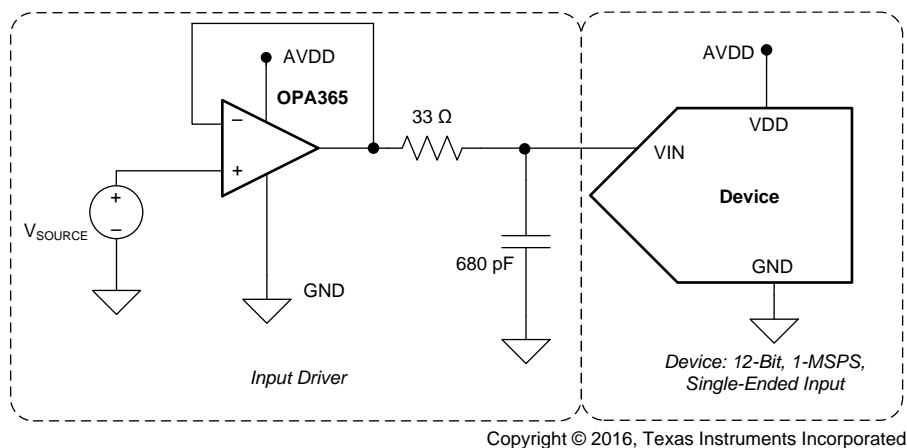 AVDD
OPA365
−
+
33 Ω
+
−
VSOURCE
680 pF
GND
Input Driver
AVDD
VDD
VIN
Device
GND
Device: 12-Bit, 1-MSPS,
Single-Ended Input
Copyright © 2016, Texas Instruments Incorporated